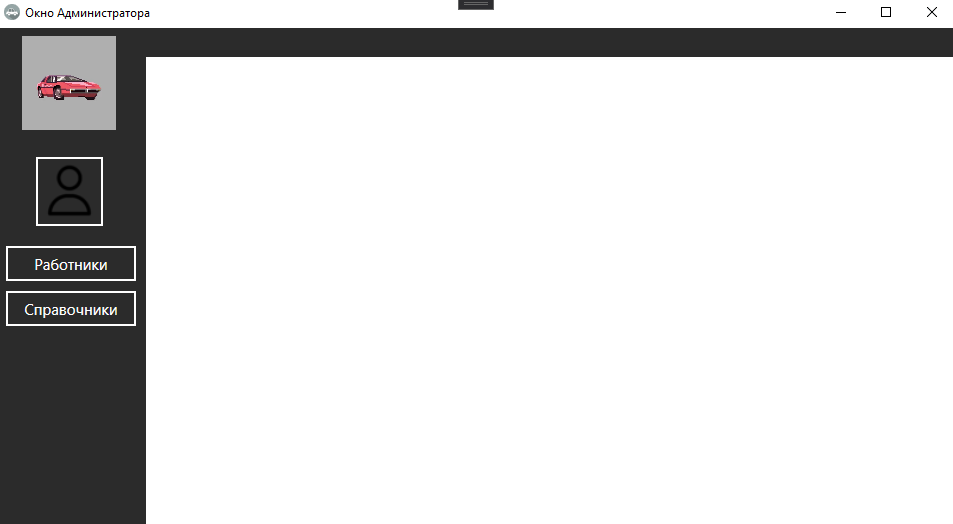 Окно Администратора
Работники
Справочники